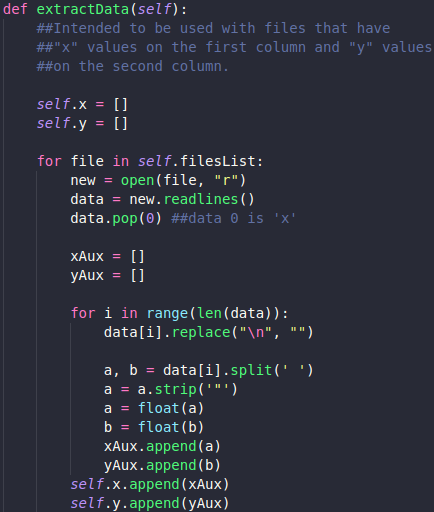 def extractData(self):
##Intended to be used with files that have
##"x" values on the first column and "y" values
##on the second column.
self.x = []
self.y = []
for file in self.filesList:
new = open(file, "r")
data = new.readlines()
data.pop(0) ##data 0 is 'x'
xAux = []
yAux = []
for i in range(len(data)):
data[i].replace("\n", "")
a, b = data[i].split(' ')
a = a.strip('"')
a = float(a)
b = float(b)
xAux.append(a)
yAux.append(b)
self.x.append(xAux)
self.y.append(yAux)